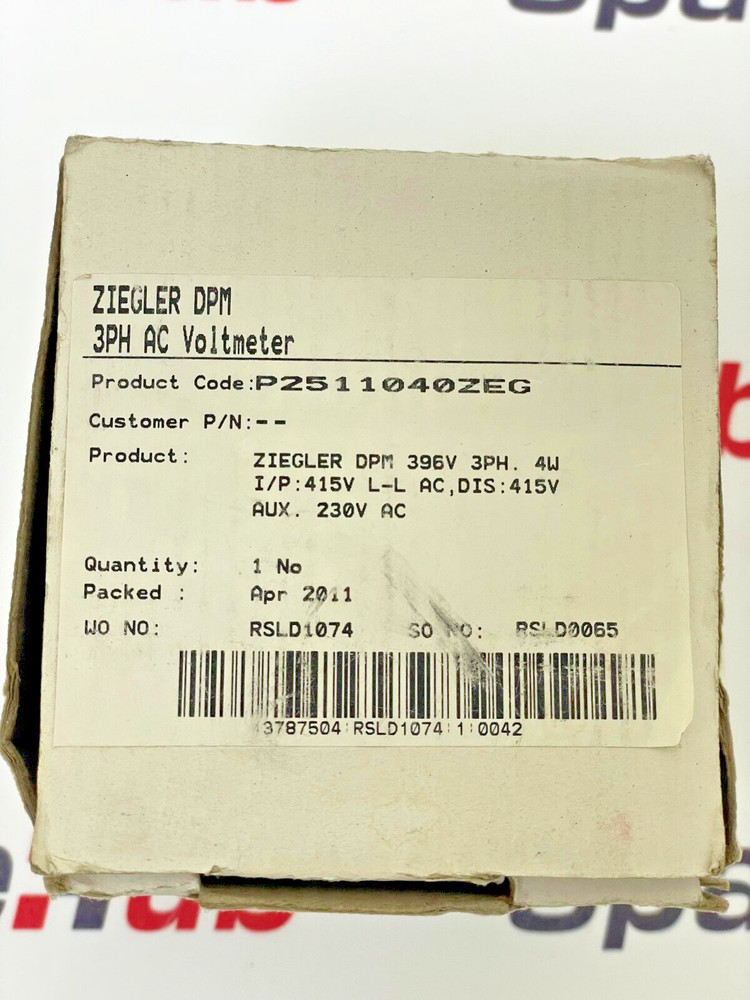 ZIEGLER DPM
3PH AC Voltmeter
Product Code:P2511040ZEG
Customer P/N:--
Product: ZIEGLER DPM 396V 3PH. 4W
I/P:415V L-L AC,DIS:415V
AUX. 230V AC
Quantity: 1 No
Packed : Apr 2011
WO NO: RSLD1074 SO NO: RSLD0065
3787504:RSLD1074:1:0042